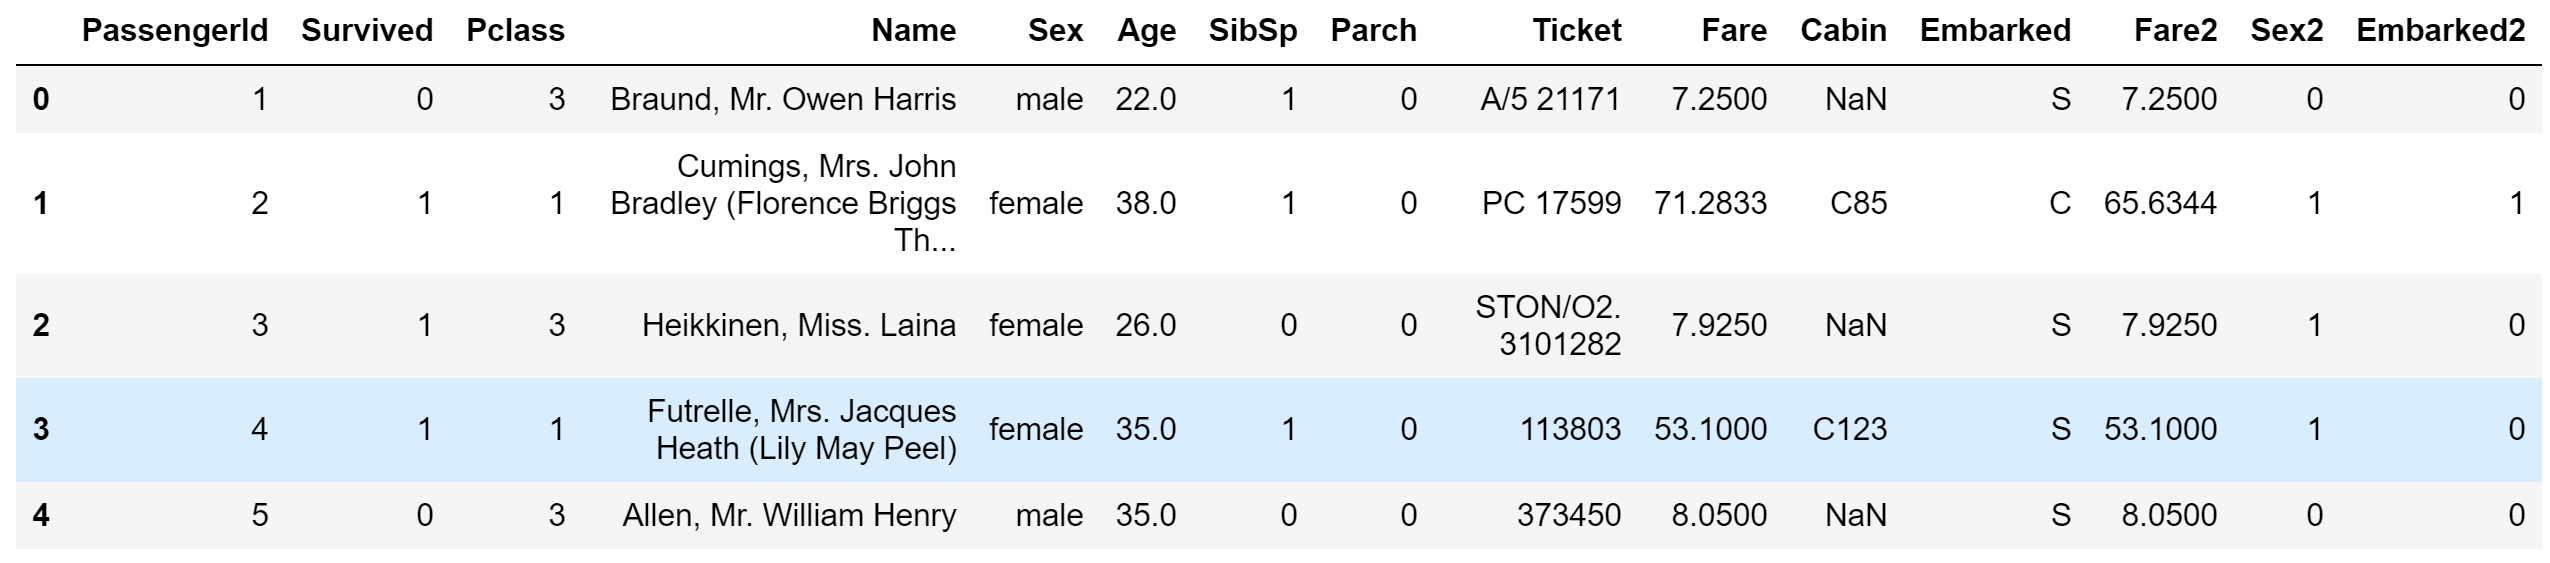 PassengerId Survived Pclass Name Sex Age SibSp Parch Ticket Fare Cabin Embarked Fare2 Sex2 Embarked2
0 1 0 3 Braund, Mr. Owen Harris male 22.0 1 0 A/5 21171 7.2500 NaN S 7.2500 0 0
Cumings, Mrs. John
1 2 1 1 Bradley (Florence Briggs female 38.0 1 0 PC 17599 71.2833 C85 C 65.6344 1 1
Th...
STON/O2.
2 3 1 3 Heikkinen, Miss. Laina female 26.0 0 0 7.9250 NaN S 7.9250 1 0
3101282
Futrelle, Mrs. Jacques
3 4 1 1 female 35.0 1 0 113803 53.1000 C123 S 53.1000 1 0
Heath (Lily May Peel)
4 5 0 3 Allen, Mr. William Henry male 35.0 0 0 373450 8.0500 NaN S 8.0500 0 0